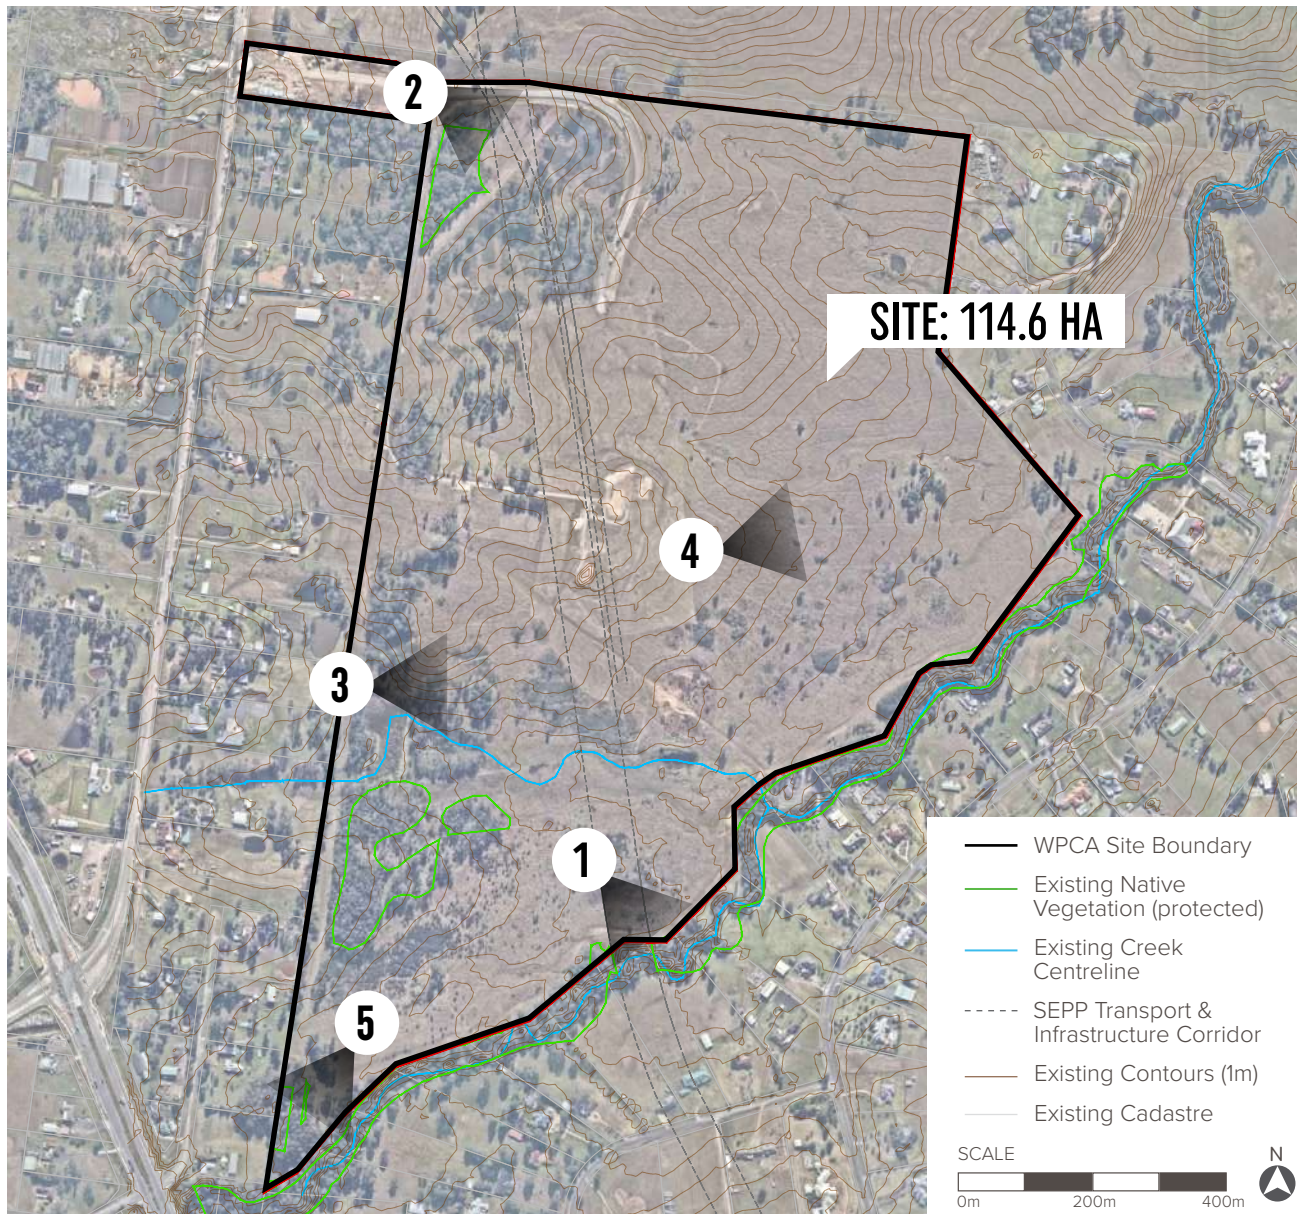 2
SITE: 114.6 HA
4
3
1
5
WPCA Site Boundary
Existing Native
Vegetation (protected)
Existing Creek
Centreline
SEPP Transport &
Infrastructure Corridor
Existing Contours (1m)
Existing Cadastre
SCALE
N
0m 200m 400m